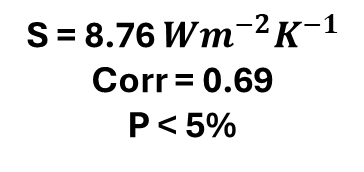 S = 8.76 Wm⁻²K⁻¹
Corr = 0.69
P < 5%